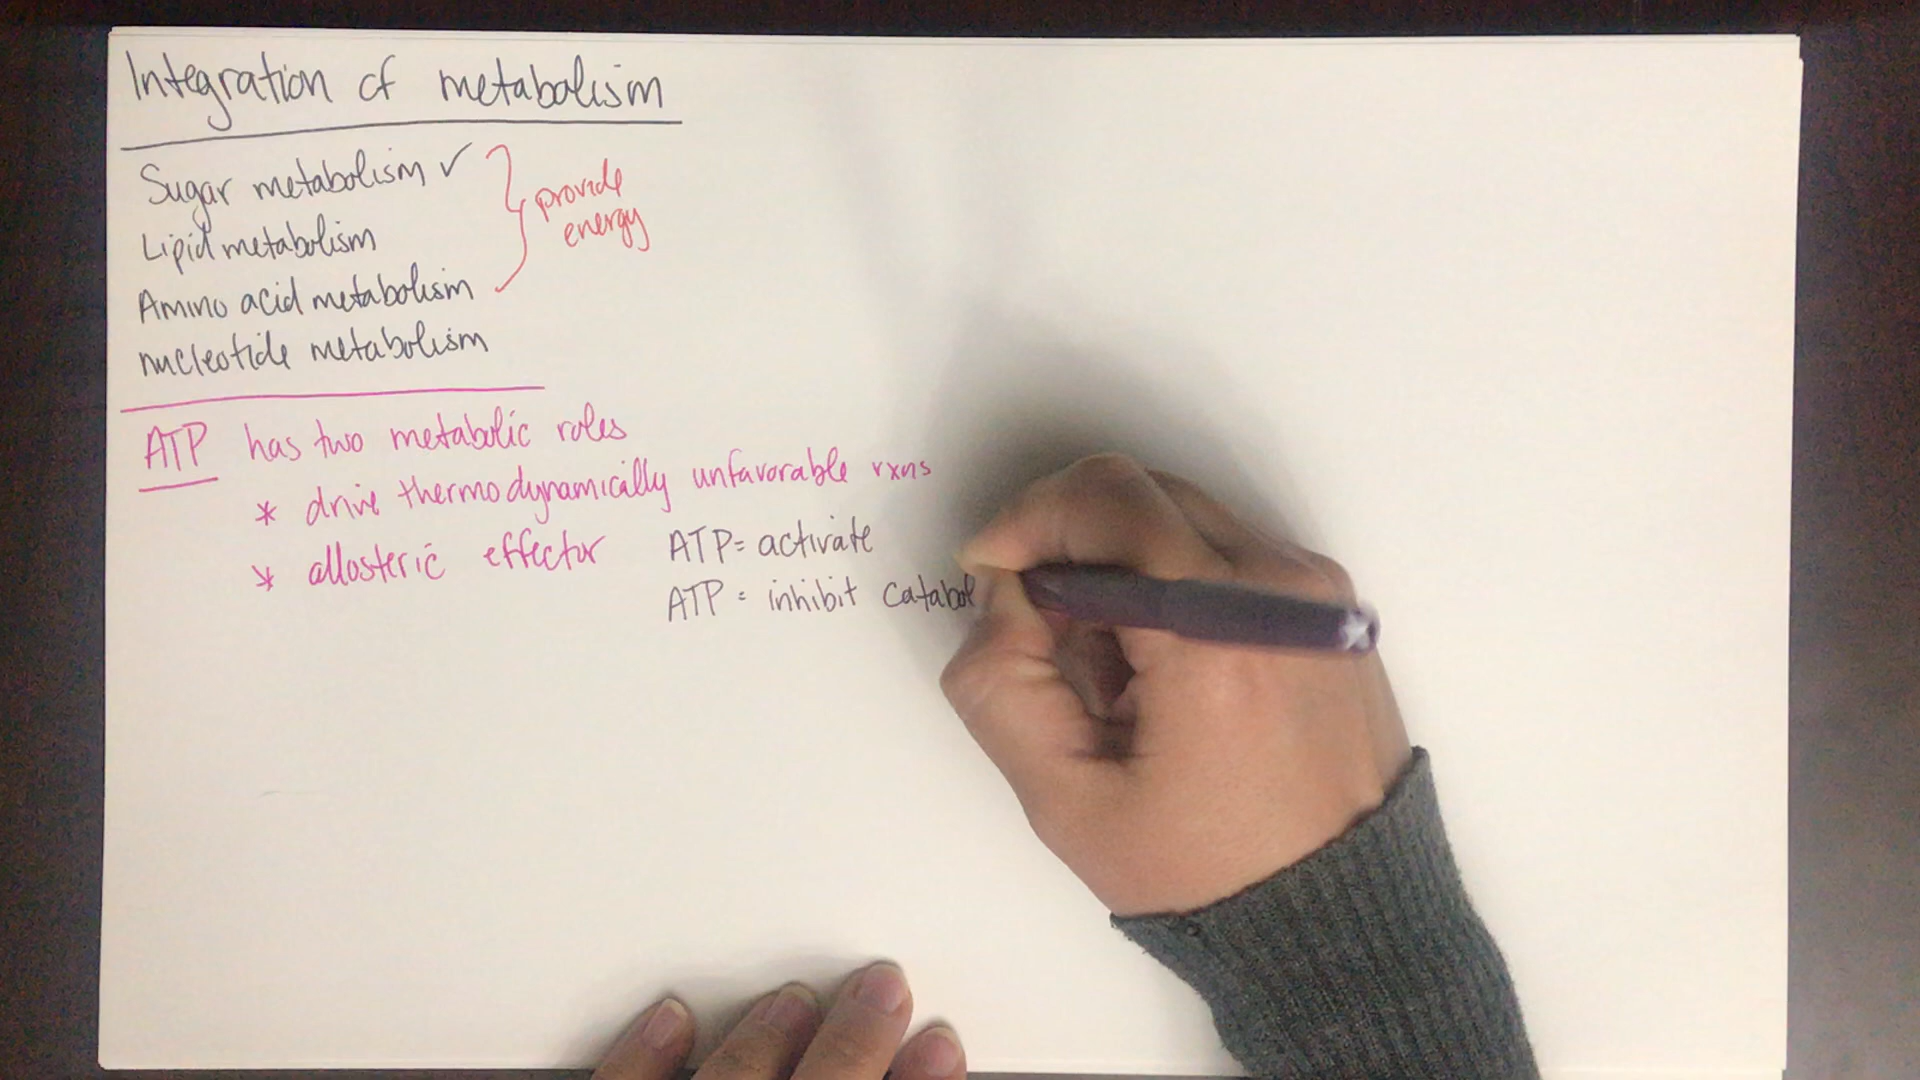 Integration of metabolism
Sugar metabolism ✓
Lipid metabolism
Amino acid metabolism
nucleotide metabolism
provide
energy
ATP has two metabolic roles
* drive thermodynamically unfavorable rxns
* allosteric effector
ATP = activate
ATP = inhibit catabol